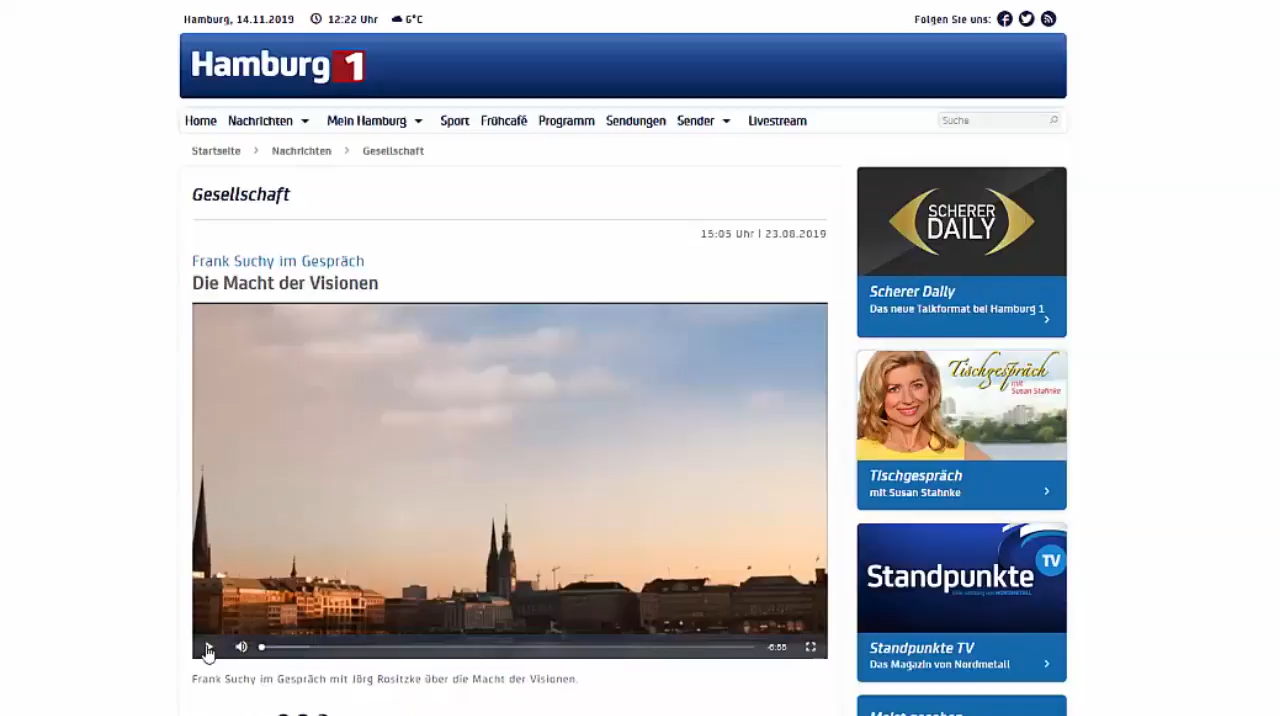 Hamburg, 14.11.2019 12:22 Uhr 6°C
Folgen Sie uns:
Hamburg 1
Home Nachrichten Mein Hamburg Sport Frühcafé Programm Sendungen Sender Livestream Suche
Startseite > Nachrichten > Gesellschaft
Gesellschaft
15:05 Uhr | 23.08.2019
Frank Suchy im Gespräch
Die Macht der Visionen
-6:55
Frank Suchy im Gespräch mit Jörg Rositzke über die Macht der Visionen.
SCHERER
DAILY
Scherer Daily
Das neue Talkformat bei Hamburg 1
Tischgespräch
mit
Susan Stahnke
Tischgespräch
mit Susan Stahnke
TV
Standpunkte
Standpunkte TV
Das Magazin von Nordmetall